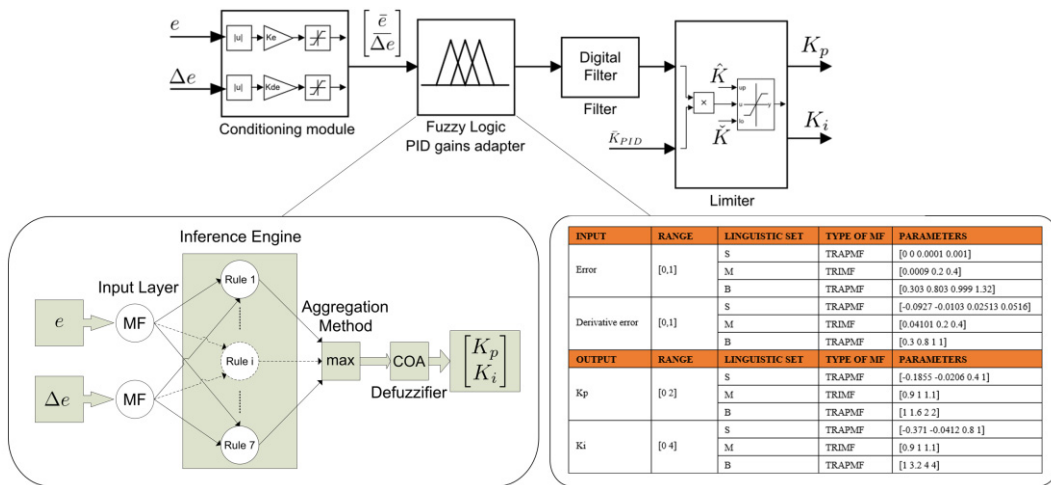 e
Δe
|u|
Ke
|u|
Kde
Conditioning module
[e̅
Δ̅e̅]
Fuzzy Logic
PID gains adapter
Digital
Filter
Filter
K̄_PID
K̂
Ǩ
×
up
u
lo
y
Limiter
K_p
K_i
Inference Engine
Input Layer
Aggregation
Method
e
Δe
MF
MF
Rule 1
Rule i
Rule 7
max
COA
Defuzzifier
[K_p
K_i]
INPUT RANGE LINGUISTIC SET TYPE OF MF PARAMETERS
Error [0,1] S TRAPMF [0 0 0.0001 0.001]
M TRIMF [0.0009 0.2 0.4]
B TRAPMF [0.303 0.803 0.999 1.32]
Derivative error [0,1] S TRAPMF [-0.0927 -0.0103 0.02513 0.0516]
M TRIMF [0.04101 0.2 0.4]
B TRAPMF [0.3 0.8 1 1]
OUTPUT RANGE LINGUISTIC SET TYPE OF MF PARAMETERS
Kp [0 2] S TRAPMF [-0.1855 -0.0206 0.4 1]
M TRIMF [0.9 1 1.1]
B TRAPMF [1 1.6 2 2]
Ki [0 4] S TRAPMF [-0.371 -0.0412 0.8 1]
M TRIMF [0.9 1 1.1]
B TRAPMF [1 3.2 4 4]